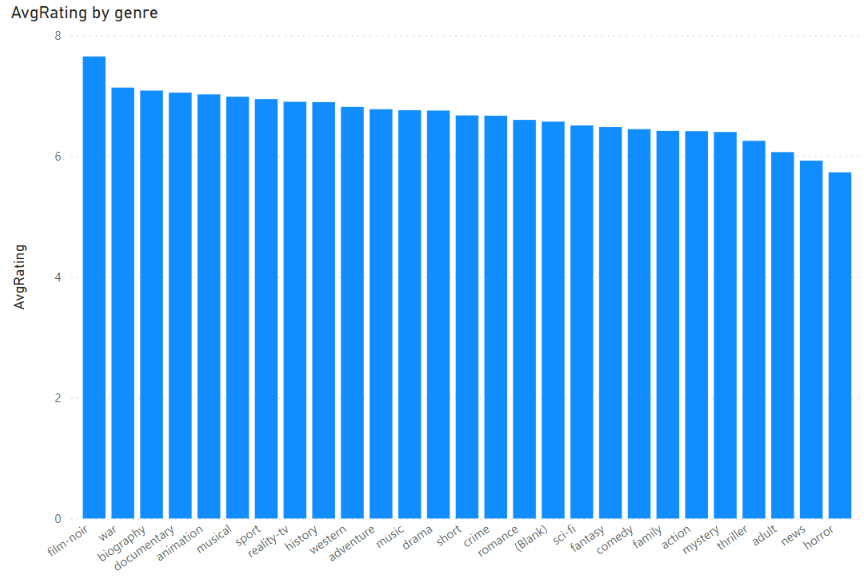 AvgRating by genre
8
6
4
2
0
AvgRating
film-noir
war
biography
documentary
animation
musical
sport
reality-tv
history
western
adventure
music
drama
short
crime
romance
(Blank)
sci-fi
fantasy
comedy
family
action
mystery
thriller
adult
news
horror